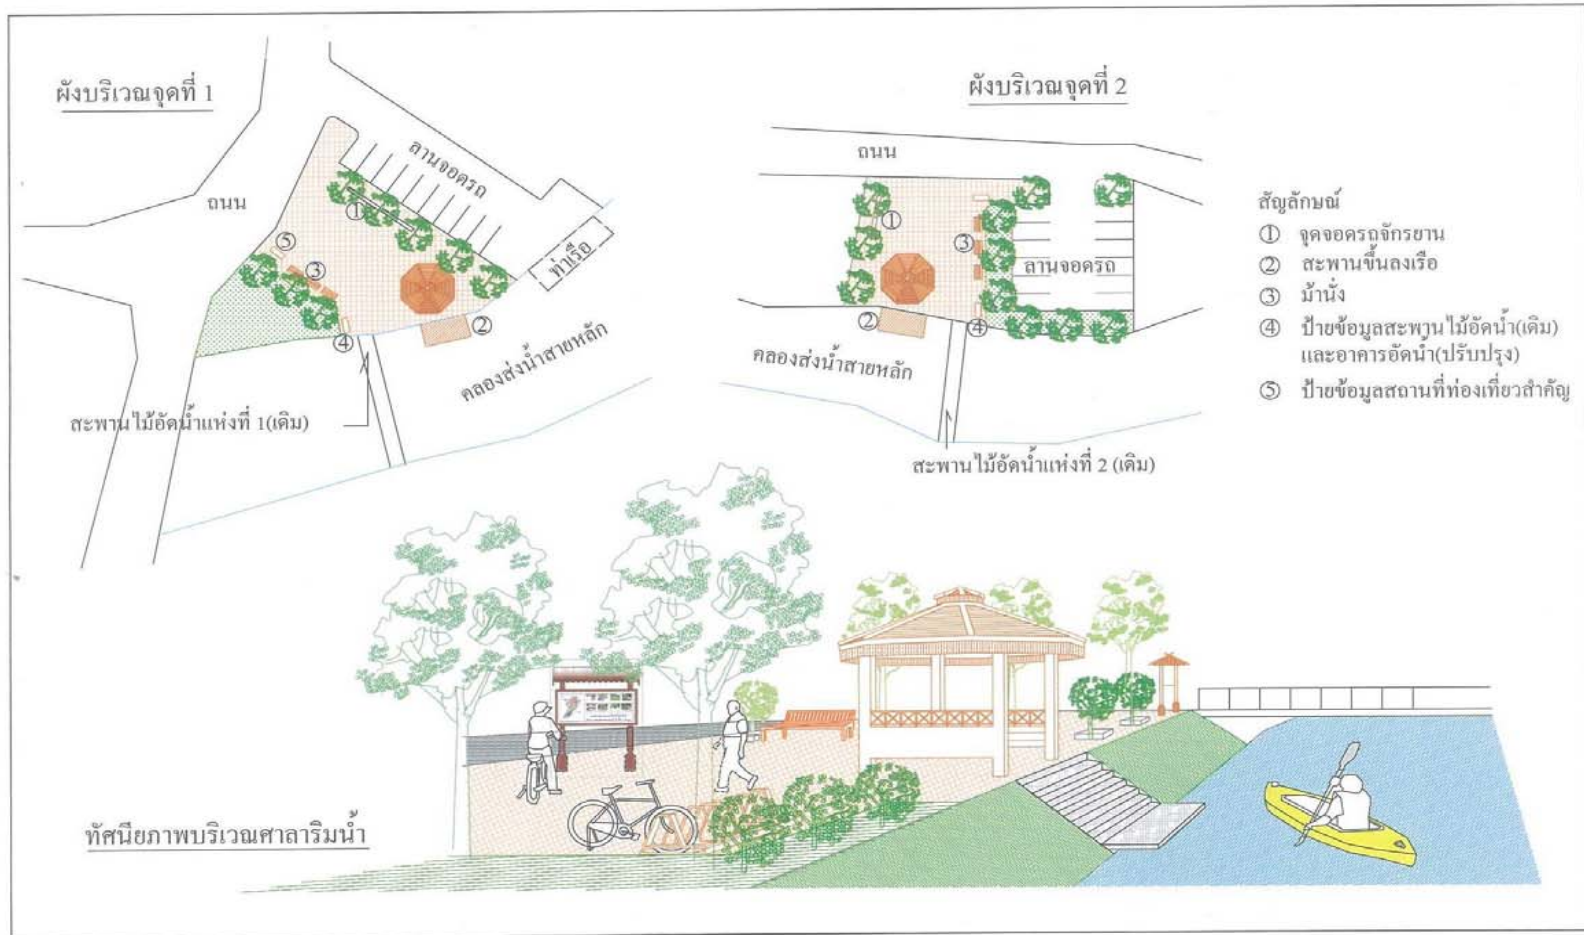 ผังบริเวณจุดที่ 1
ลานจอดรถ
ถนน
①
⑤
③
ท่าเรือ
②
④
คลองส่งน้ำสายหลัก
สะพานไม้อัดน้ำแห่งที่ 1(เดิม)
ผังบริเวณจุดที่ 2
ถนน
①
③
ลานจอดรถ
②
④
คลองส่งน้ำสายหลัก
สะพานไม้อัดน้ำแห่งที่ 2 (เดิม)
สัญลักษณ์
① จุดจอดรถจักรยาน
② สะพานขึ้นลงเรือ
③ ม้านั่ง
④ ป้ายข้อมูลสะพานไม้อัดน้ำ(เดิม)
และอาคารอัดน้ำ(ปรับปรุง)
⑤ ป้ายข้อมูลสถานที่ท่องเที่ยวสำคัญ
ทัศนียภาพบริเวณศาลาริมน้ำ